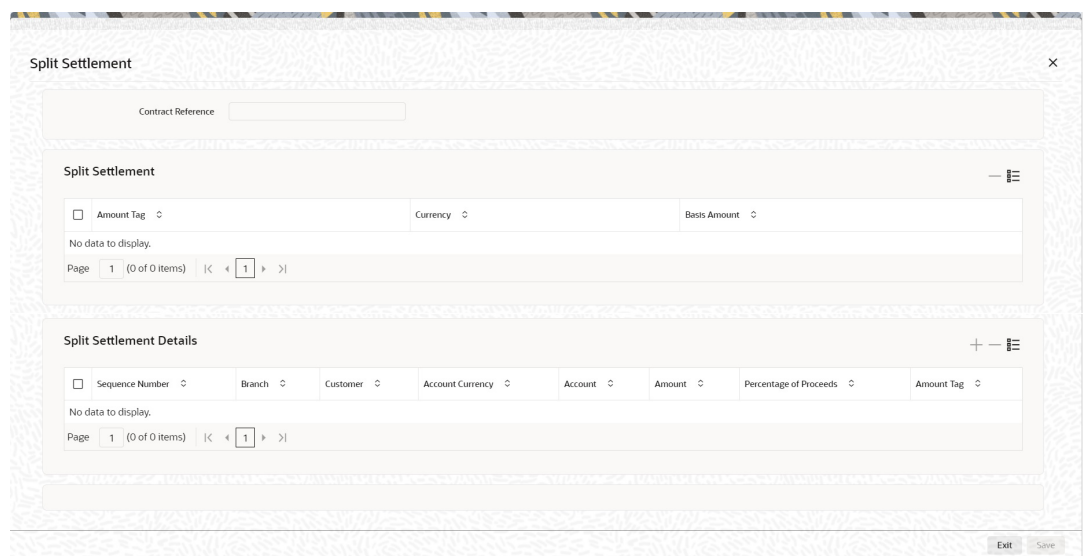 Split Settlement
Contract Reference
Split Settlement
Amount Tag Currency Basis Amount
No data to display.
Page 1 (0 of 0 items) 1
Split Settlement Details
Sequence Number Branch Customer Account Currency Account Amount Percentage of Proceeds Amount Tag
No data to display.
Page 1 (0 of 0 items) 1
Exit Save